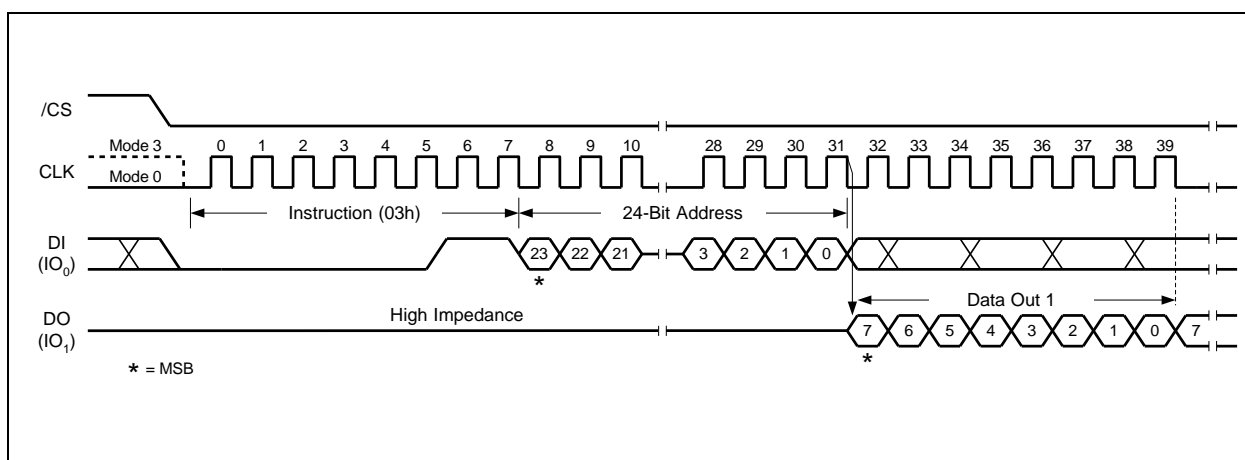 /CS
Mode 3
0 1 2 3 4 5 6 7 8 9 10 28 29 30 31 32 33 34 35 36 37 38 39
CLK
Mode 0
Instruction (03h)
24-Bit Address
DI
(IO0)
23 22 21 3 2 1 0
*
Data Out 1
High Impedance
DO
(IO1)
7 6 5 4 3 2 1 0 7
*
* = MSB